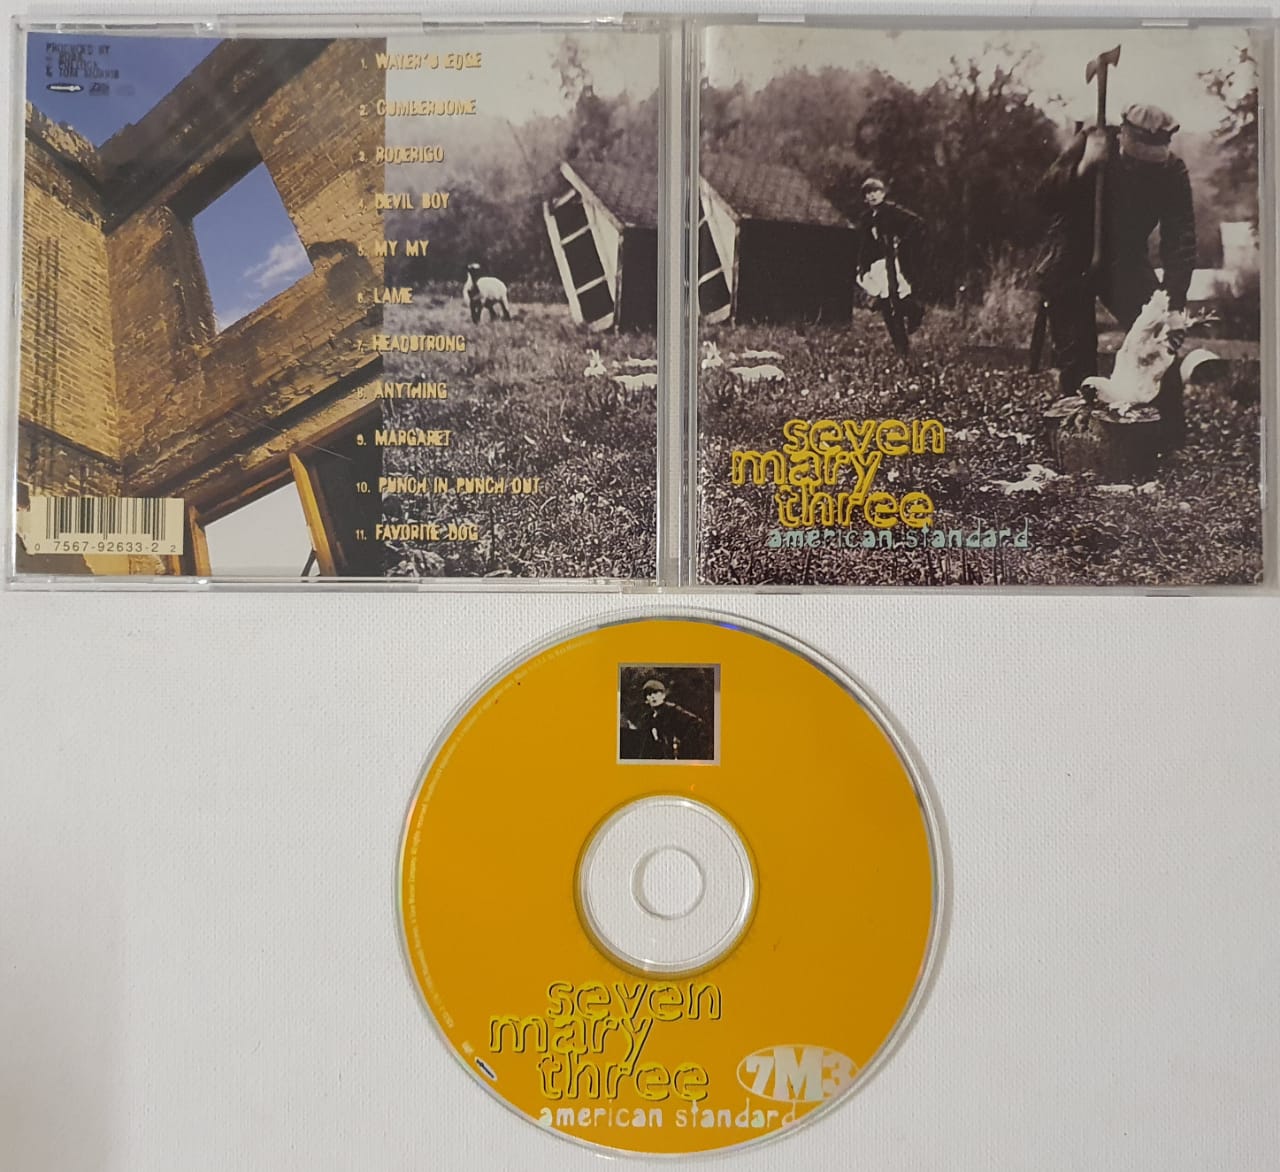 PRODUCED BY
& TOM MORRIS
1. WATER'S EDGE
2. CUMBERSOME
3. RODERIGO
4. DEVIL BOY
5. MY MY
6. LAME
7. HEADSTRONG
8. ANYTHING
9. MARGARET
10. PUNCH IN PUNCH OUT
11. FAVORITE DOG
0 7567-92633-2 2
seven
mary
three
american standard
seven
mary
three
7M3
american standard